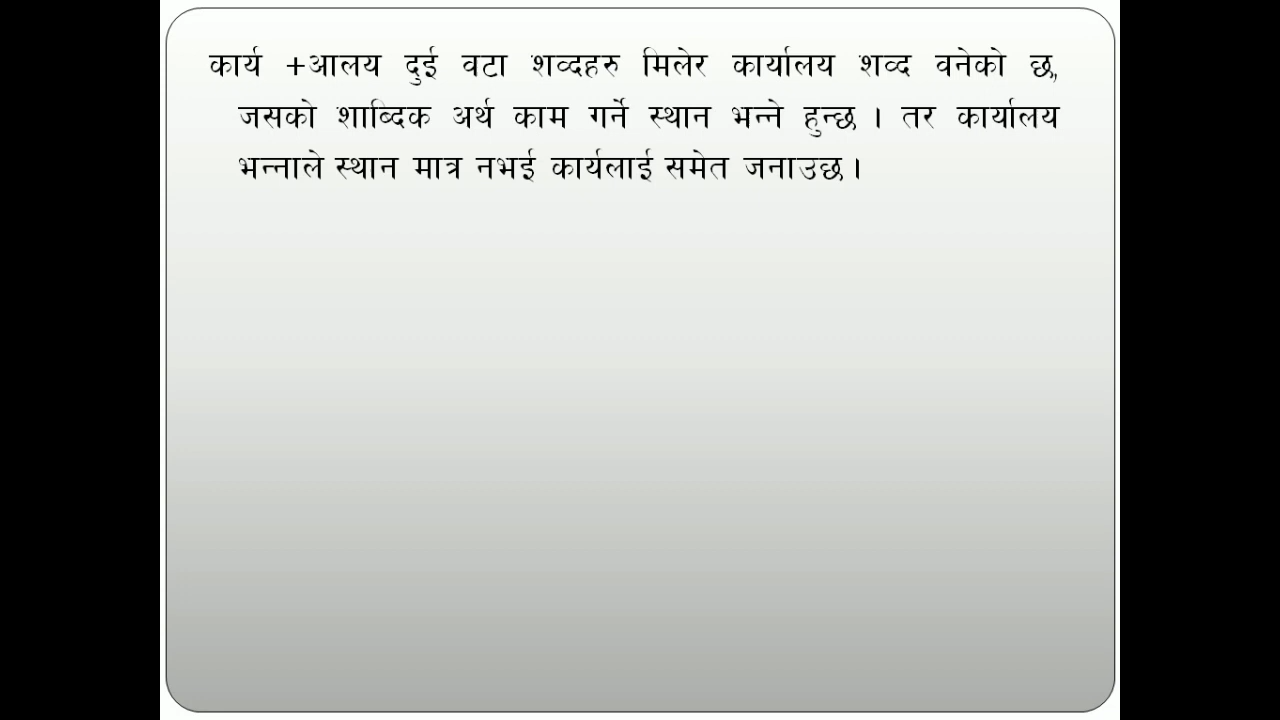 कार्य +आलय दुई वटा शव्दहरु मिलेर कार्यालय शव्द वनेको छ,
जसको शाब्दिक अर्थ काम गर्ने स्थान भन्ने हुन्छ । तर कार्यालय
भन्नाले स्थान मात्र नभई कार्यलाई समेत जनाउछ ।